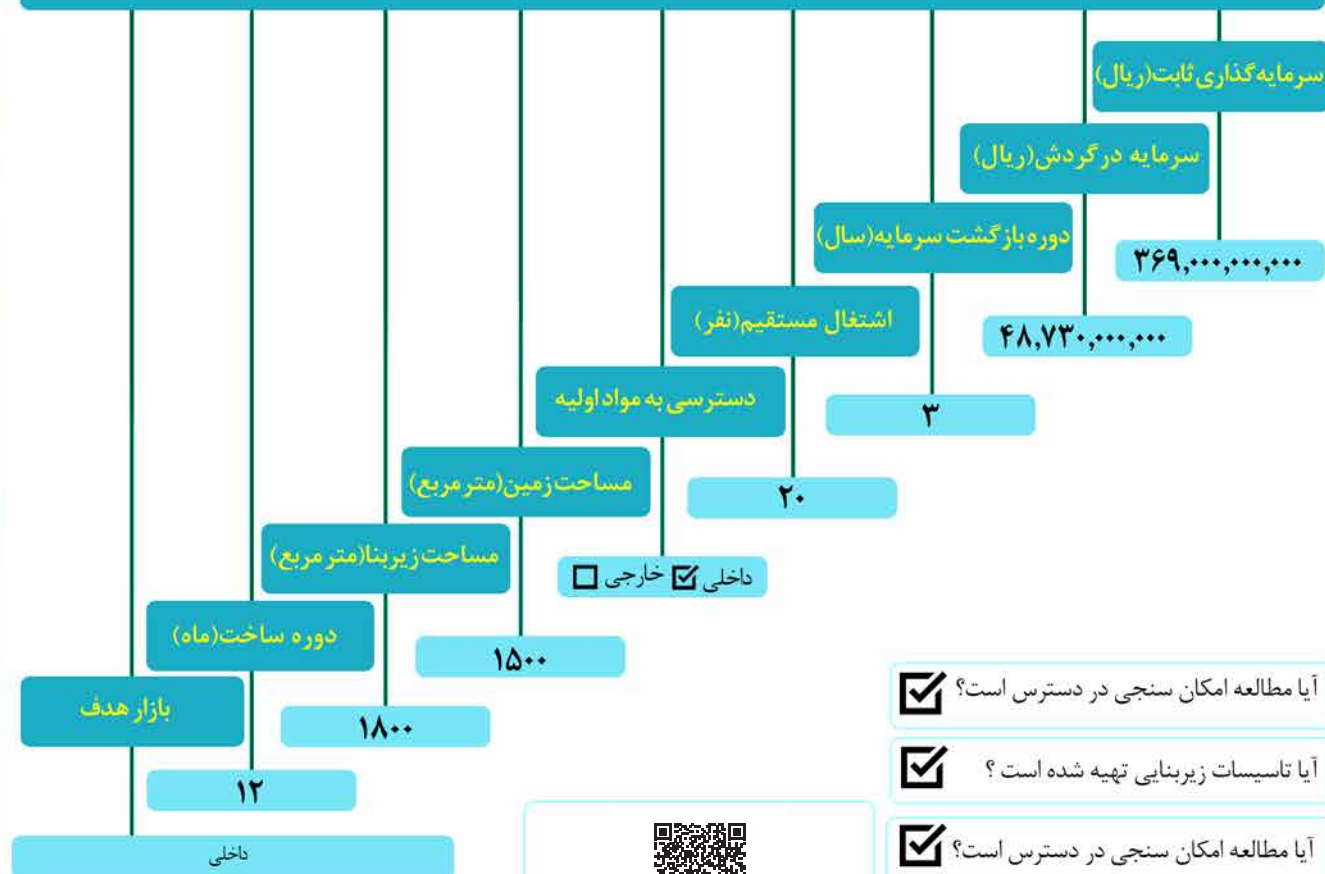 سرمایه‌گذاری ثابت(ریال)
۳۶۹,۰۰۰,۰۰۰,۰۰۰
سرمایه در گردش(ریال)
۴۸,۷۳۰,۰۰۰,۰۰۰
دوره بازگشت سرمایه(سال)
۳
اشتغال مستقیم(نفر)
۲۰
دسترسی به مواد اولیه
داخلی ☑ خارجی ☐
مساحت زمین(متر مربع)
۱۵۰۰
مساحت زیربنا(متر مربع)
۱۸۰۰
دوره ساخت(ماه)
۱۲
بازار هدف
داخلی
آیا مطالعه امکان سنجی در دسترس است؟ ☑
آیا تاسیسات زیربنایی تهیه شده است ؟ ☑
آیا مطالعه امکان سنجی در دسترس است؟ ☑